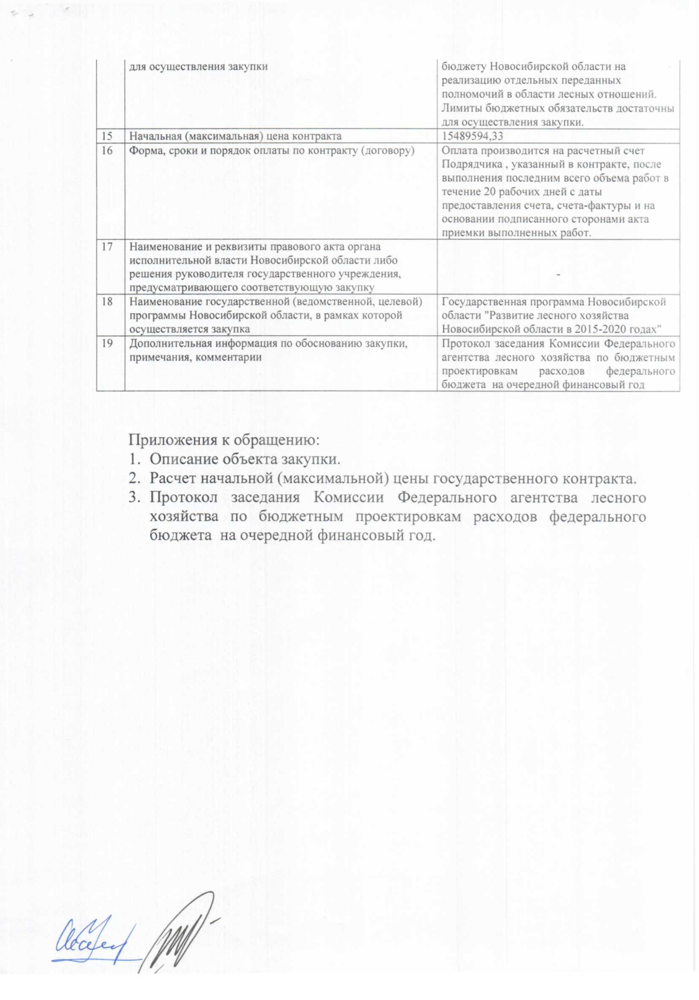 для осуществления закупки
бюджету Новосибирской области на
реализацию отдельных переданных
полномочий в области лесных отношений.
Лимиты бюджетных обязательств достаточны
для осуществления закупки.
15 Начальная (максимальная) цена контракта 15489594,33
16 Форма, сроки и порядок оплаты по контракту (договору)
Оплата производится на расчетный счет
Подрядчика , указанный в контракте, после
выполнения последним всего объема работ в
течение 20 рабочих дней с даты
предоставления счета, счета-фактуры и на
основании подписанного сторонами акта
приемки выполненных работ.
17 Наименование и реквизиты правового акта органа
исполнительной власти Новосибирской области либо
решения руководителя государственного учреждения,
предусматривающего соответствующую закупку
-
18 Наименование государственной (ведомственной, целевой)
программы Новосибирской области, в рамках которой
осуществляется закупка
Государственная программа Новосибирской
области "Развитие лесного хозяйства
Новосибирской области в 2015-2020 годах"
19 Дополнительная информация по обоснованию закупки,
примечания, комментарии
Протокол заседания Комиссии Федерального
агентства лесного хозяйства по бюджетным
проектировкам расходов федерального
бюджета на очередной финансовый год
Приложения к обращению:
1. Описание объекта закупки.
2. Расчет начальной (максимальной) цены государственного контракта.
3. Протокол заседания Комиссии Федерального агентства лесного
хозяйства по бюджетным проектировкам расходов федерального
бюджета на очередной финансовый год.